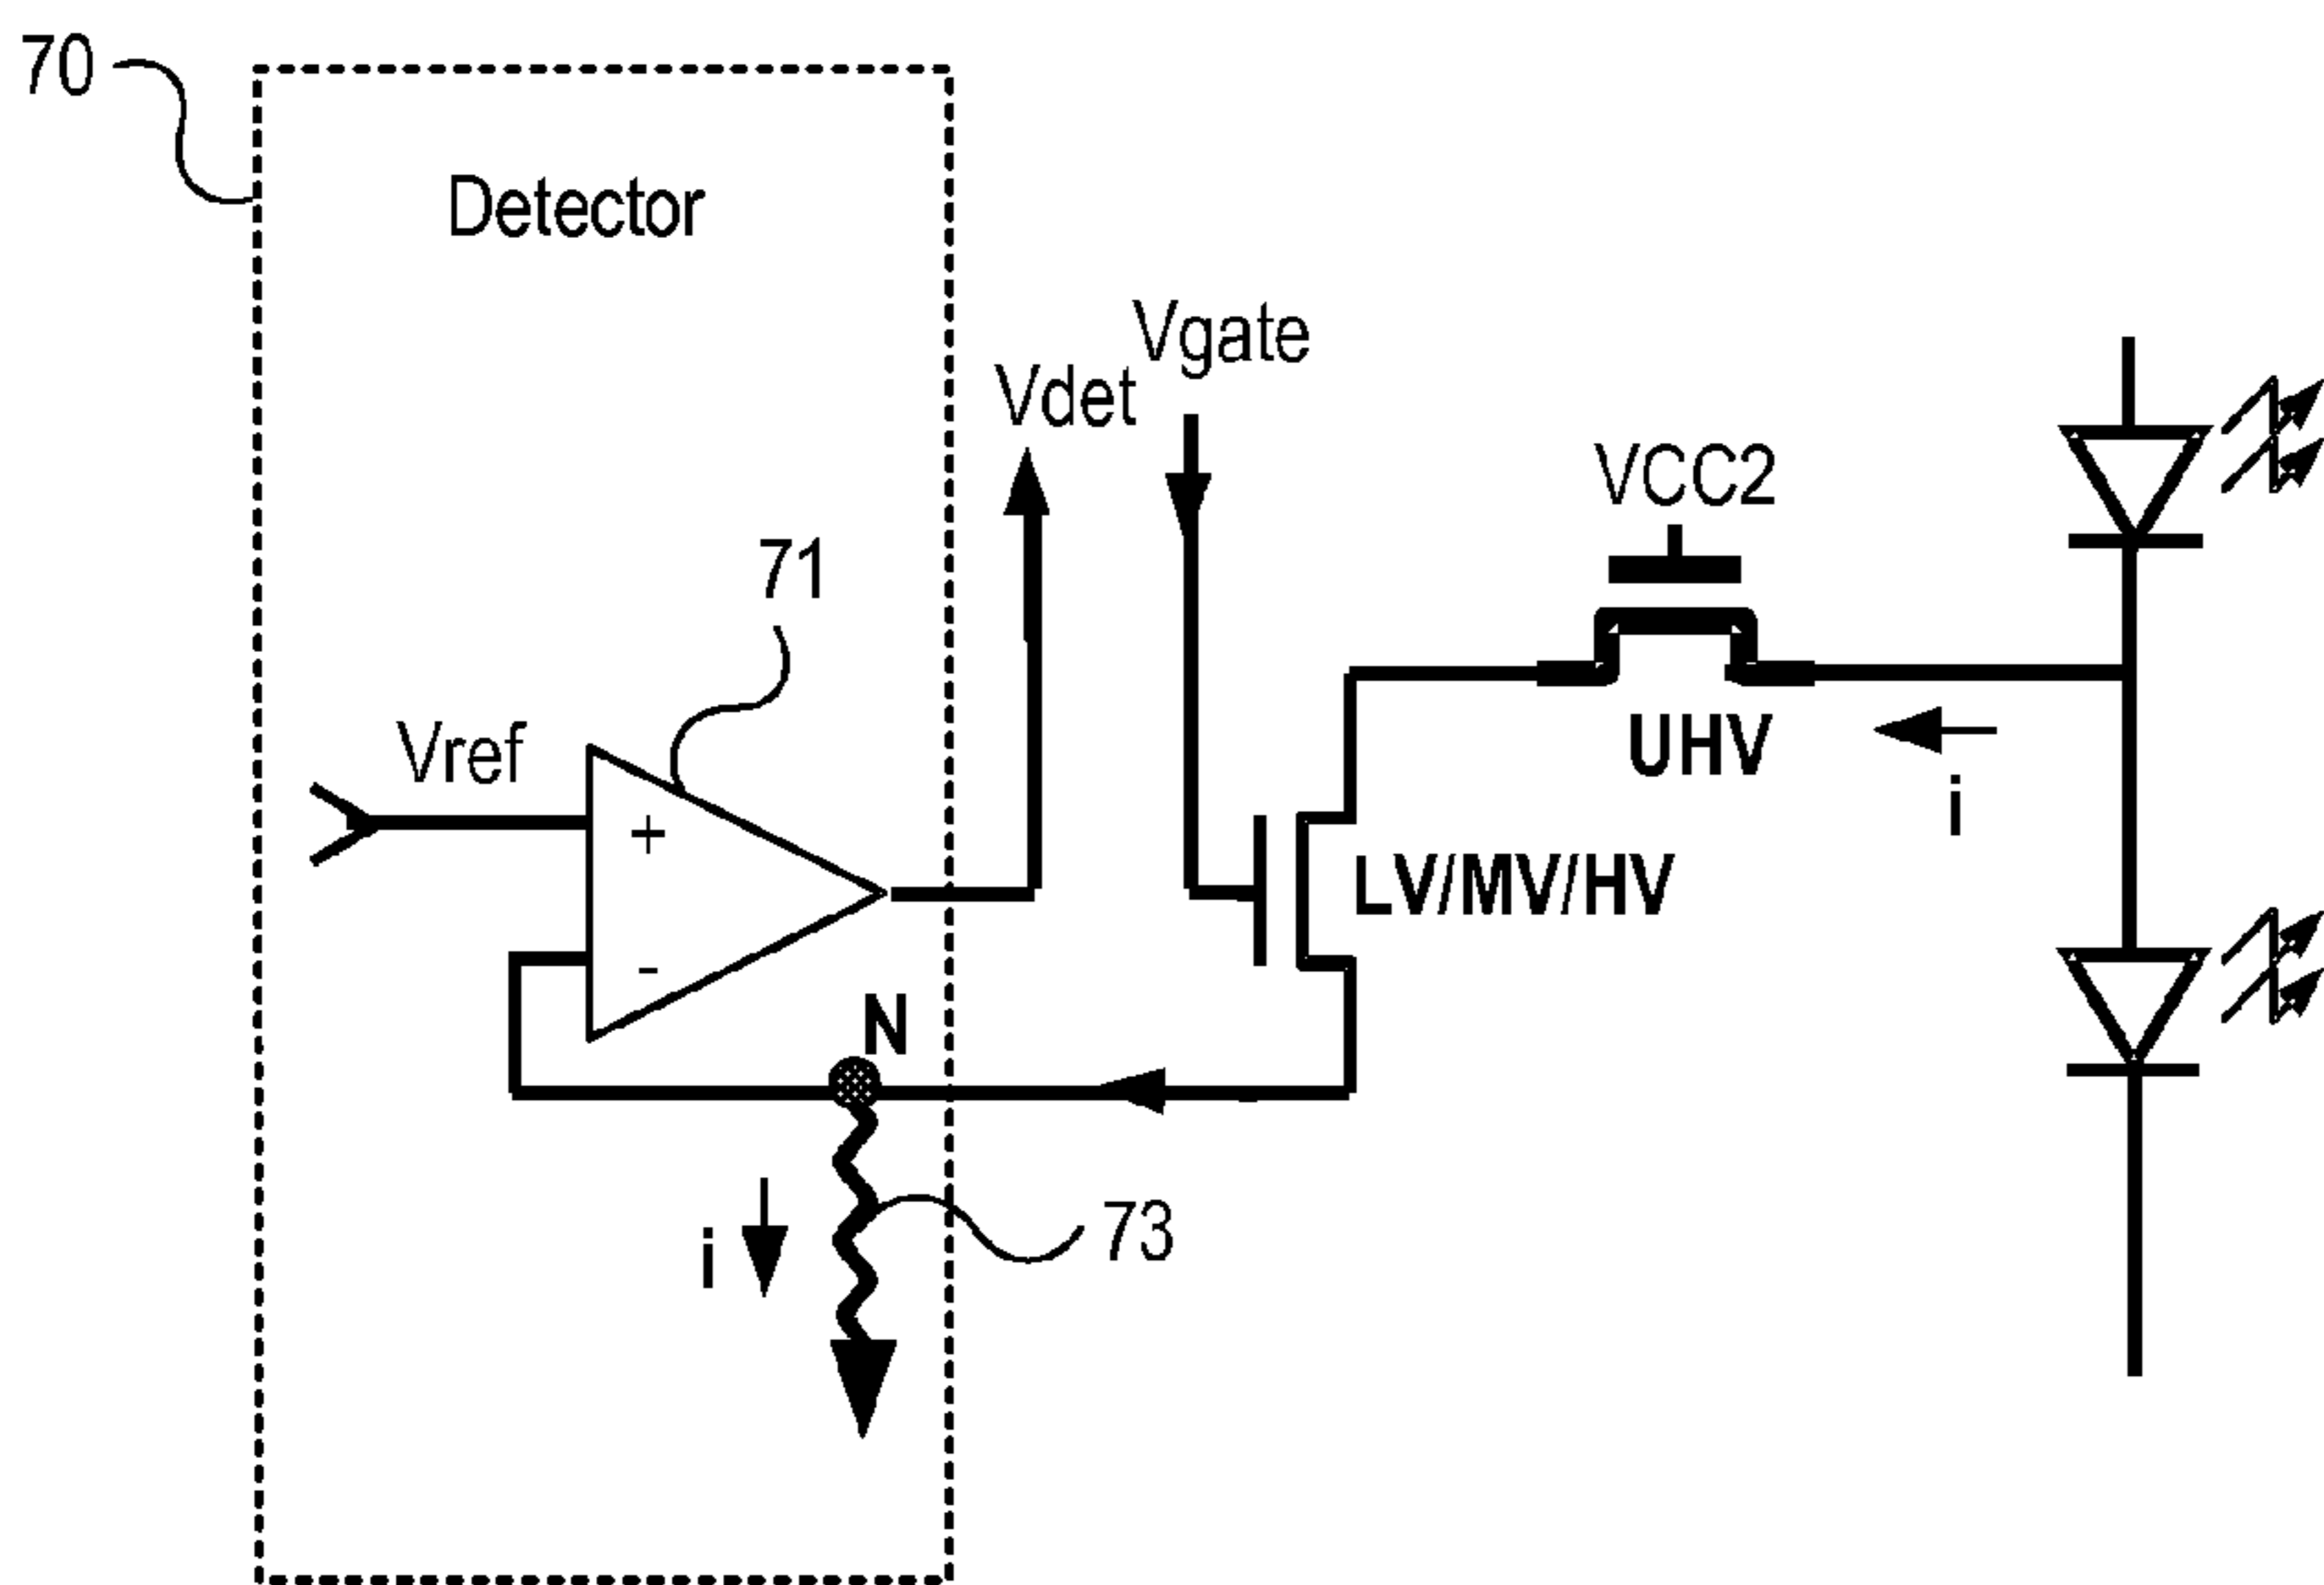 70
Detector
Vgate
Vdet
VCC2
71
Vref
UHV
i
+
LV/MV/HV
-
N
73
i